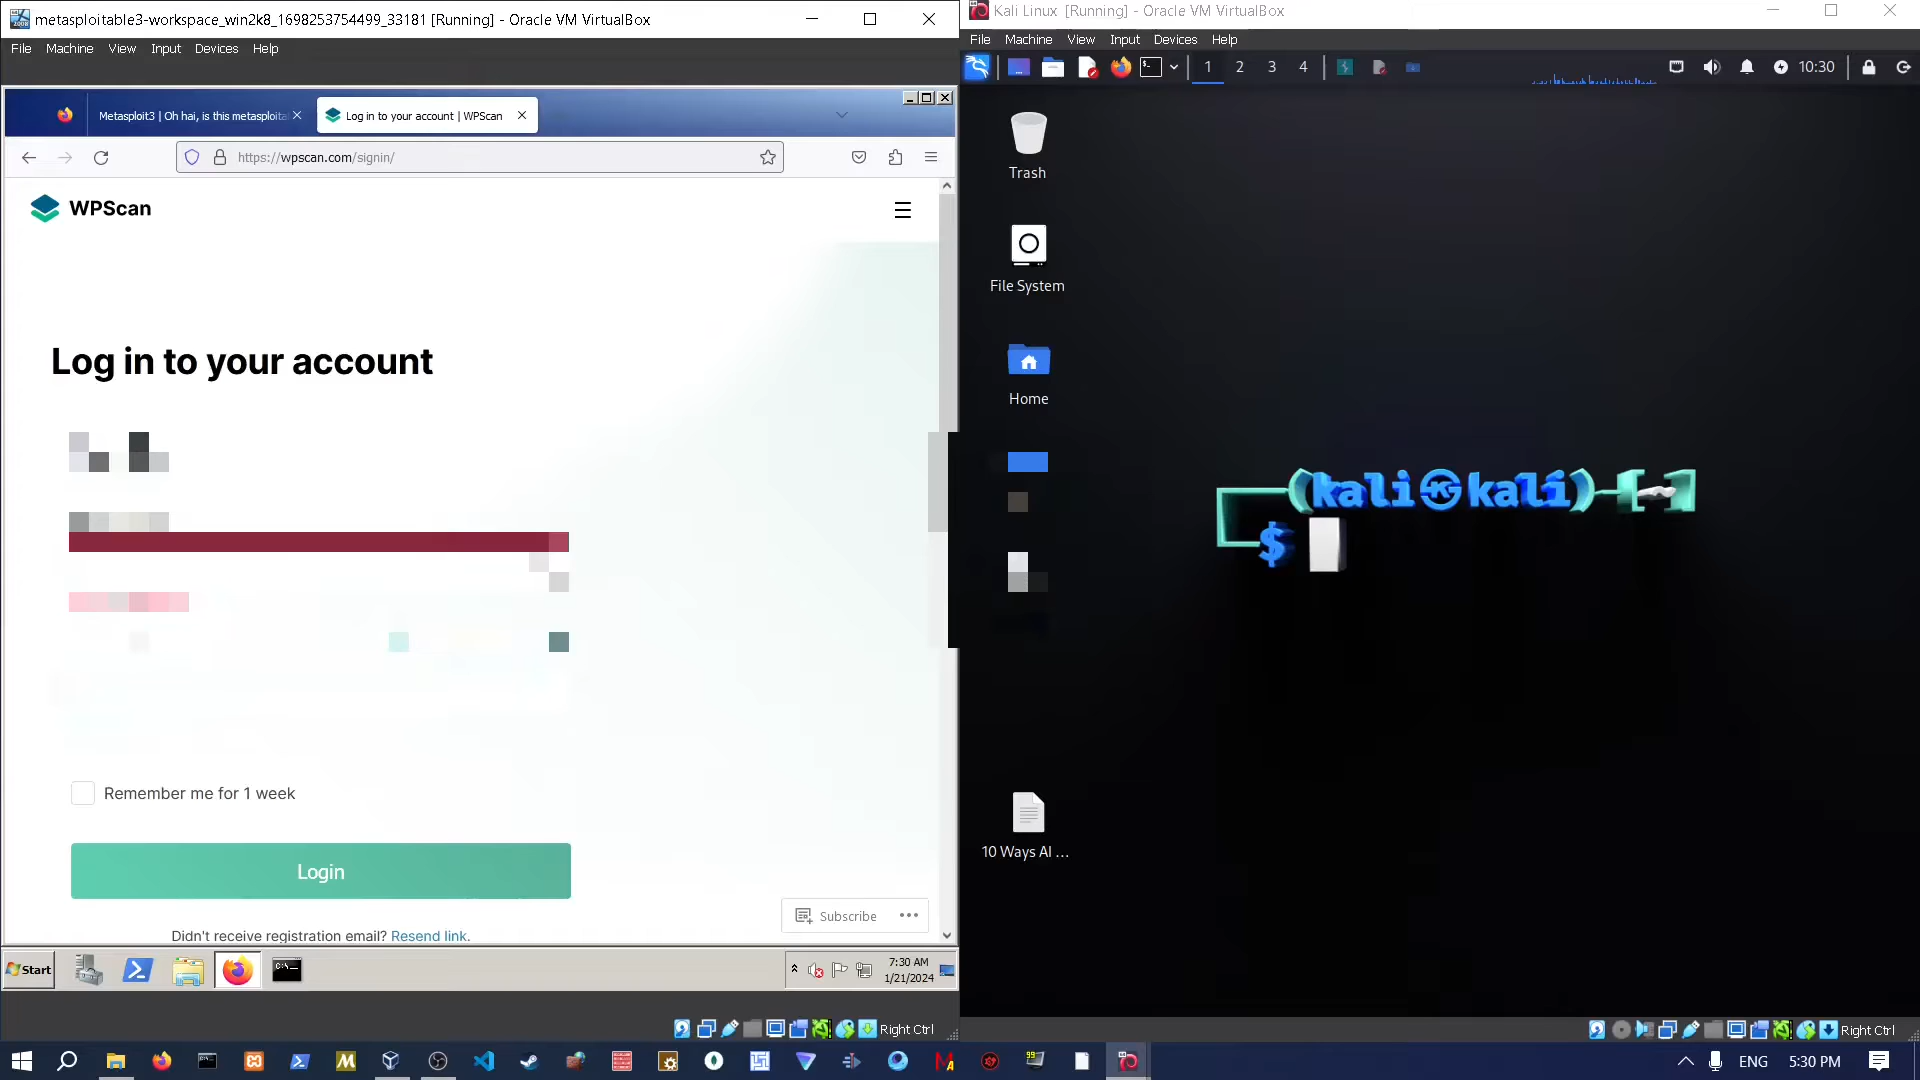 metasploitable3-workspace_win2k8_1698253754499_33181 [Running] - Oracle VM VirtualBox
File Machine View Input Devices Help
Metasploit3 | Oh hai, is this metasploita
Log in to your account | WPScan
https://wpscan.com/signin/
WPScan
Log in to your account
Remember me for 1 week
Login
Subscribe
Didn't receive registration email? Resend link.
Start
7:30 AM
1/21/2024
Right Ctrl
Kali Linux [Running] - Oracle VM VirtualBox
File Machine View Input Devices Help
1 2 3 4
10:30
Trash
File System
Home
(kali㉿kali)-[~]
$
10 Ways AI ...
Right Ctrl
ENG
5:30 PM